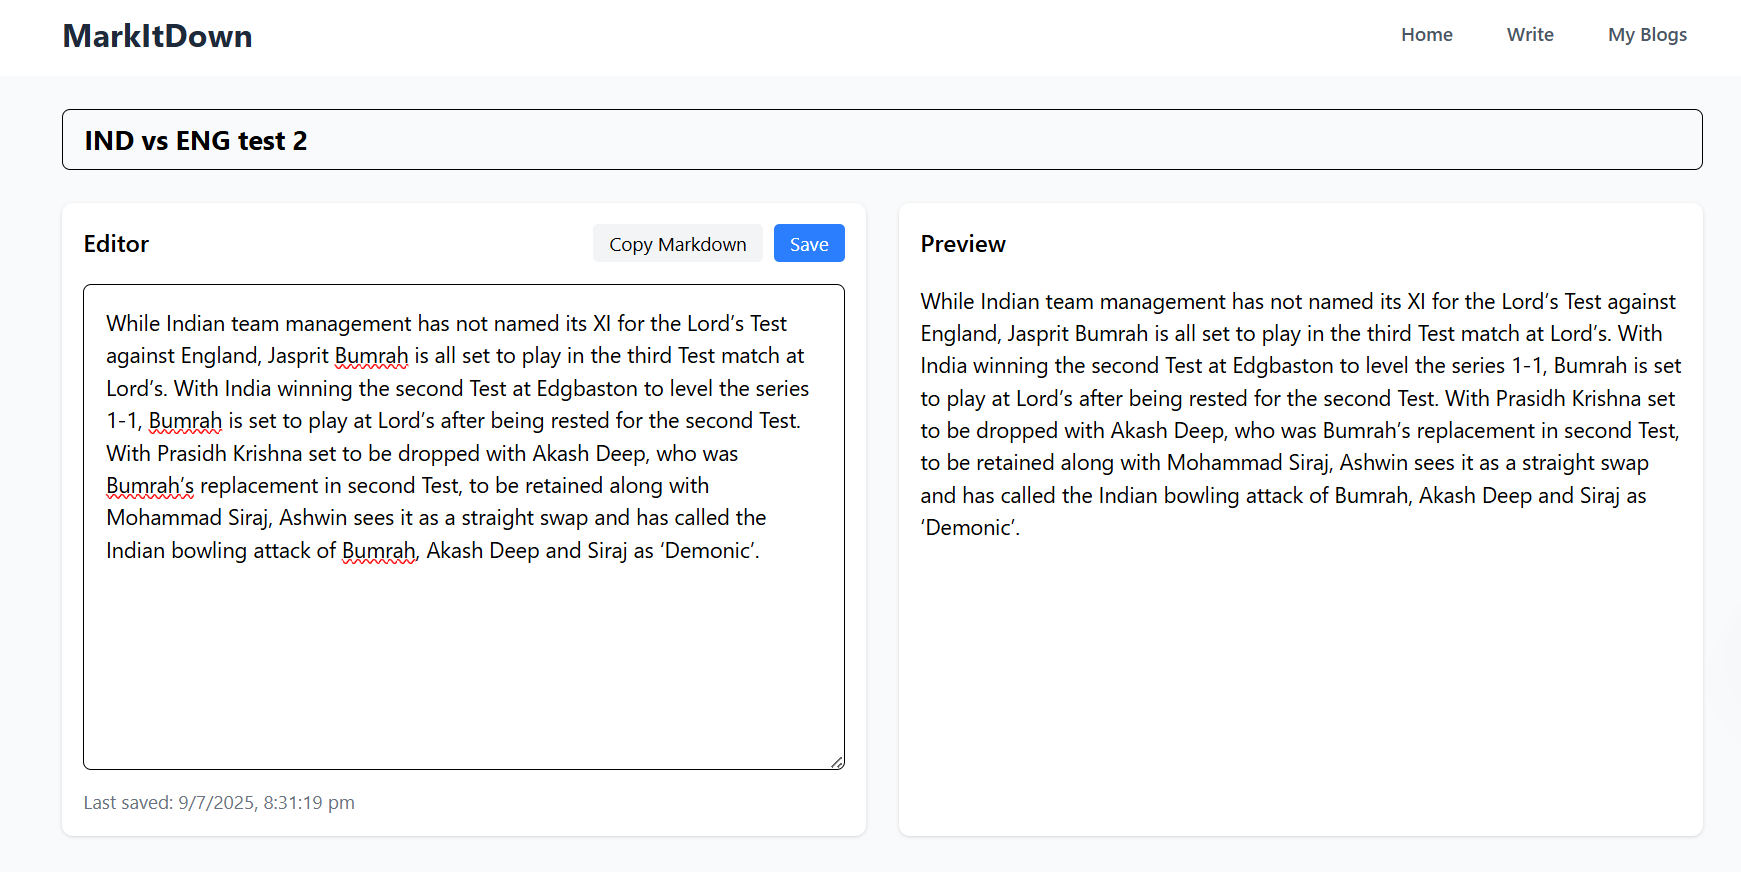 MarkItDown
Home
Write
My Blogs
IND vs ENG test 2
Editor
Copy Markdown
Save
While Indian team management has not named its XI for the Lord’s Test
against England, Jasprit Bumrah is all set to play in the third Test match at
Lord’s. With India winning the second Test at Edgbaston to level the series
1-1, Bumrah is set to play at Lord’s after being rested for the second Test.
With Prasidh Krishna set to be dropped with Akash Deep, who was
Bumrah’s replacement in second Test, to be retained along with
Mohammad Siraj, Ashwin sees it as a straight swap and has called the
Indian bowling attack of Bumrah, Akash Deep and Siraj as ‘Demonic’.
Last saved: 9/7/2025, 8:31:19 pm
Preview
While Indian team management has not named its XI for the Lord’s Test against
England, Jasprit Bumrah is all set to play in the third Test match at Lord’s. With
India winning the second Test at Edgbaston to level the series 1-1, Bumrah is set
to play at Lord’s after being rested for the second Test. With Prasidh Krishna set
to be dropped with Akash Deep, who was Bumrah’s replacement in second Test,
to be retained along with Mohammad Siraj, Ashwin sees it as a straight swap
and has called the Indian bowling attack of Bumrah, Akash Deep and Siraj as
‘Demonic’.